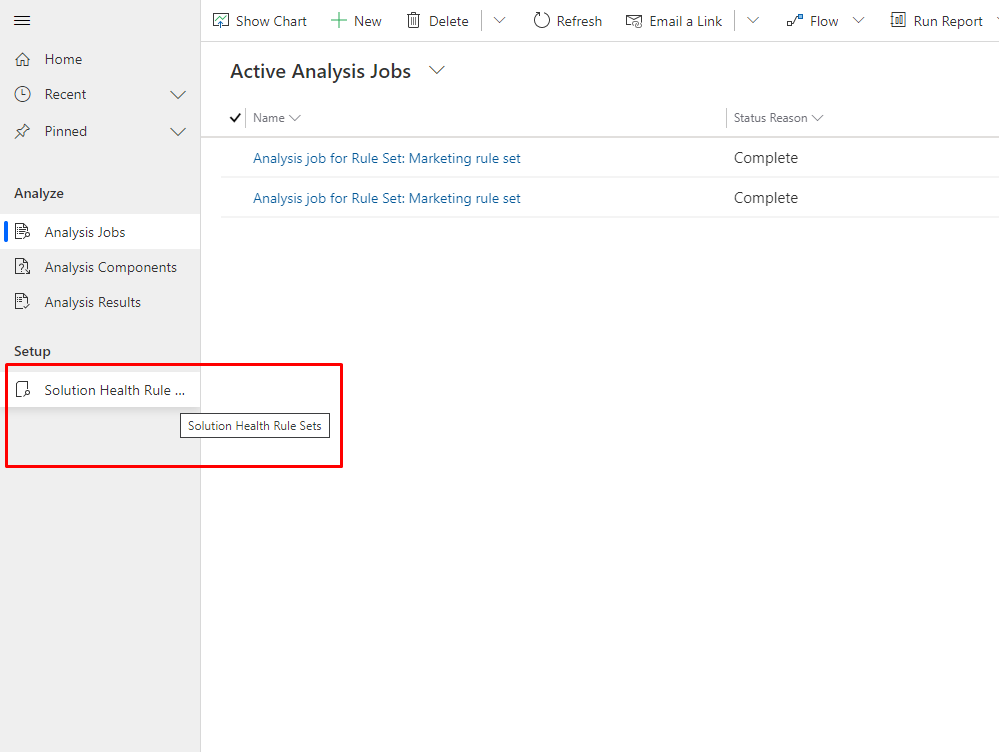 Show Chart New Delete Refresh Email a Link Flow Run Report
Home
Recent
Pinned
Analyze
Analysis Jobs
Analysis Components
Analysis Results
Setup
Solution Health Rule ...
Solution Health Rule Sets
Active Analysis Jobs
Name Status Reason
Analysis job for Rule Set: Marketing rule set Complete
Analysis job for Rule Set: Marketing rule set Complete